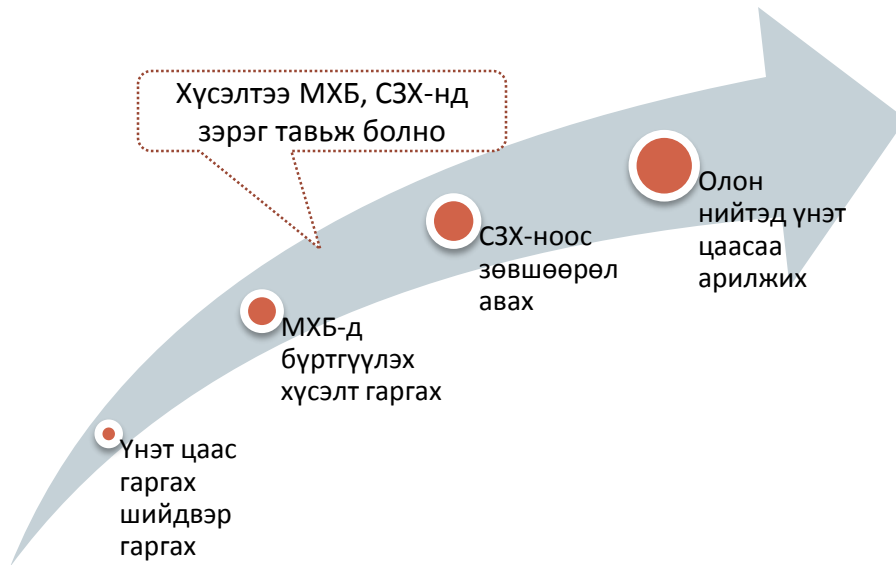 Хүсэлтээ МХБ, СЗХ-нд
зэрэг тавьж болно
Олон
нийтэд үнэт
цаасаа
арилжих
СЗХ-ноос
зөвшөөрөл
авах
МХБ-д
бүртгүүлэх
хүсэлт гаргах
Үнэт цаас
гаргах
шийдвэр
гаргах